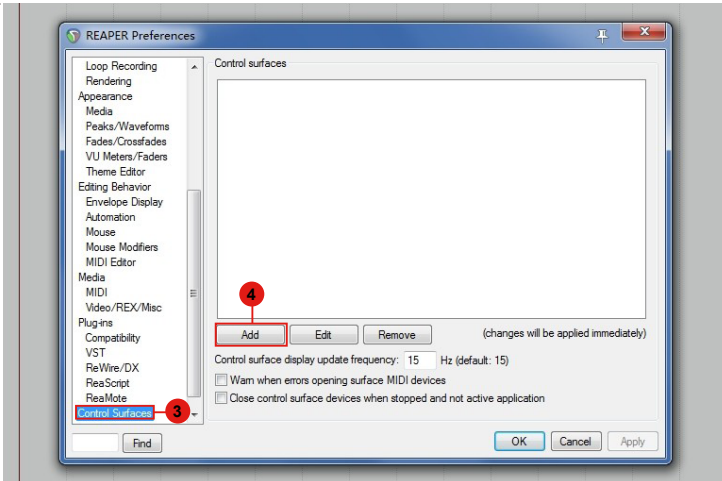 REAPER Preferences
Loop Recording
Rendering
Appearance
Media
Peaks/Waveforms
Fades/Crossfades
VU Meters/Faders
Theme Editor
Editing Behavior
Envelope Display
Automation
Mouse
Mouse Modifiers
MIDI Editor
Media
MIDI
Video/REX/Misc
Plug-ins
Compatibility
VST
ReWire/DX
ReaScript
ReaMote
Control Surfaces 3
Find
Control surfaces
4
Add Edit Remove (changes will be applied immediately)
Control surface display update frequency: 15 Hz (default: 15)
Warn when errors opening surface MIDI devices
Close control surface devices when stopped and not active application
OK Cancel Apply